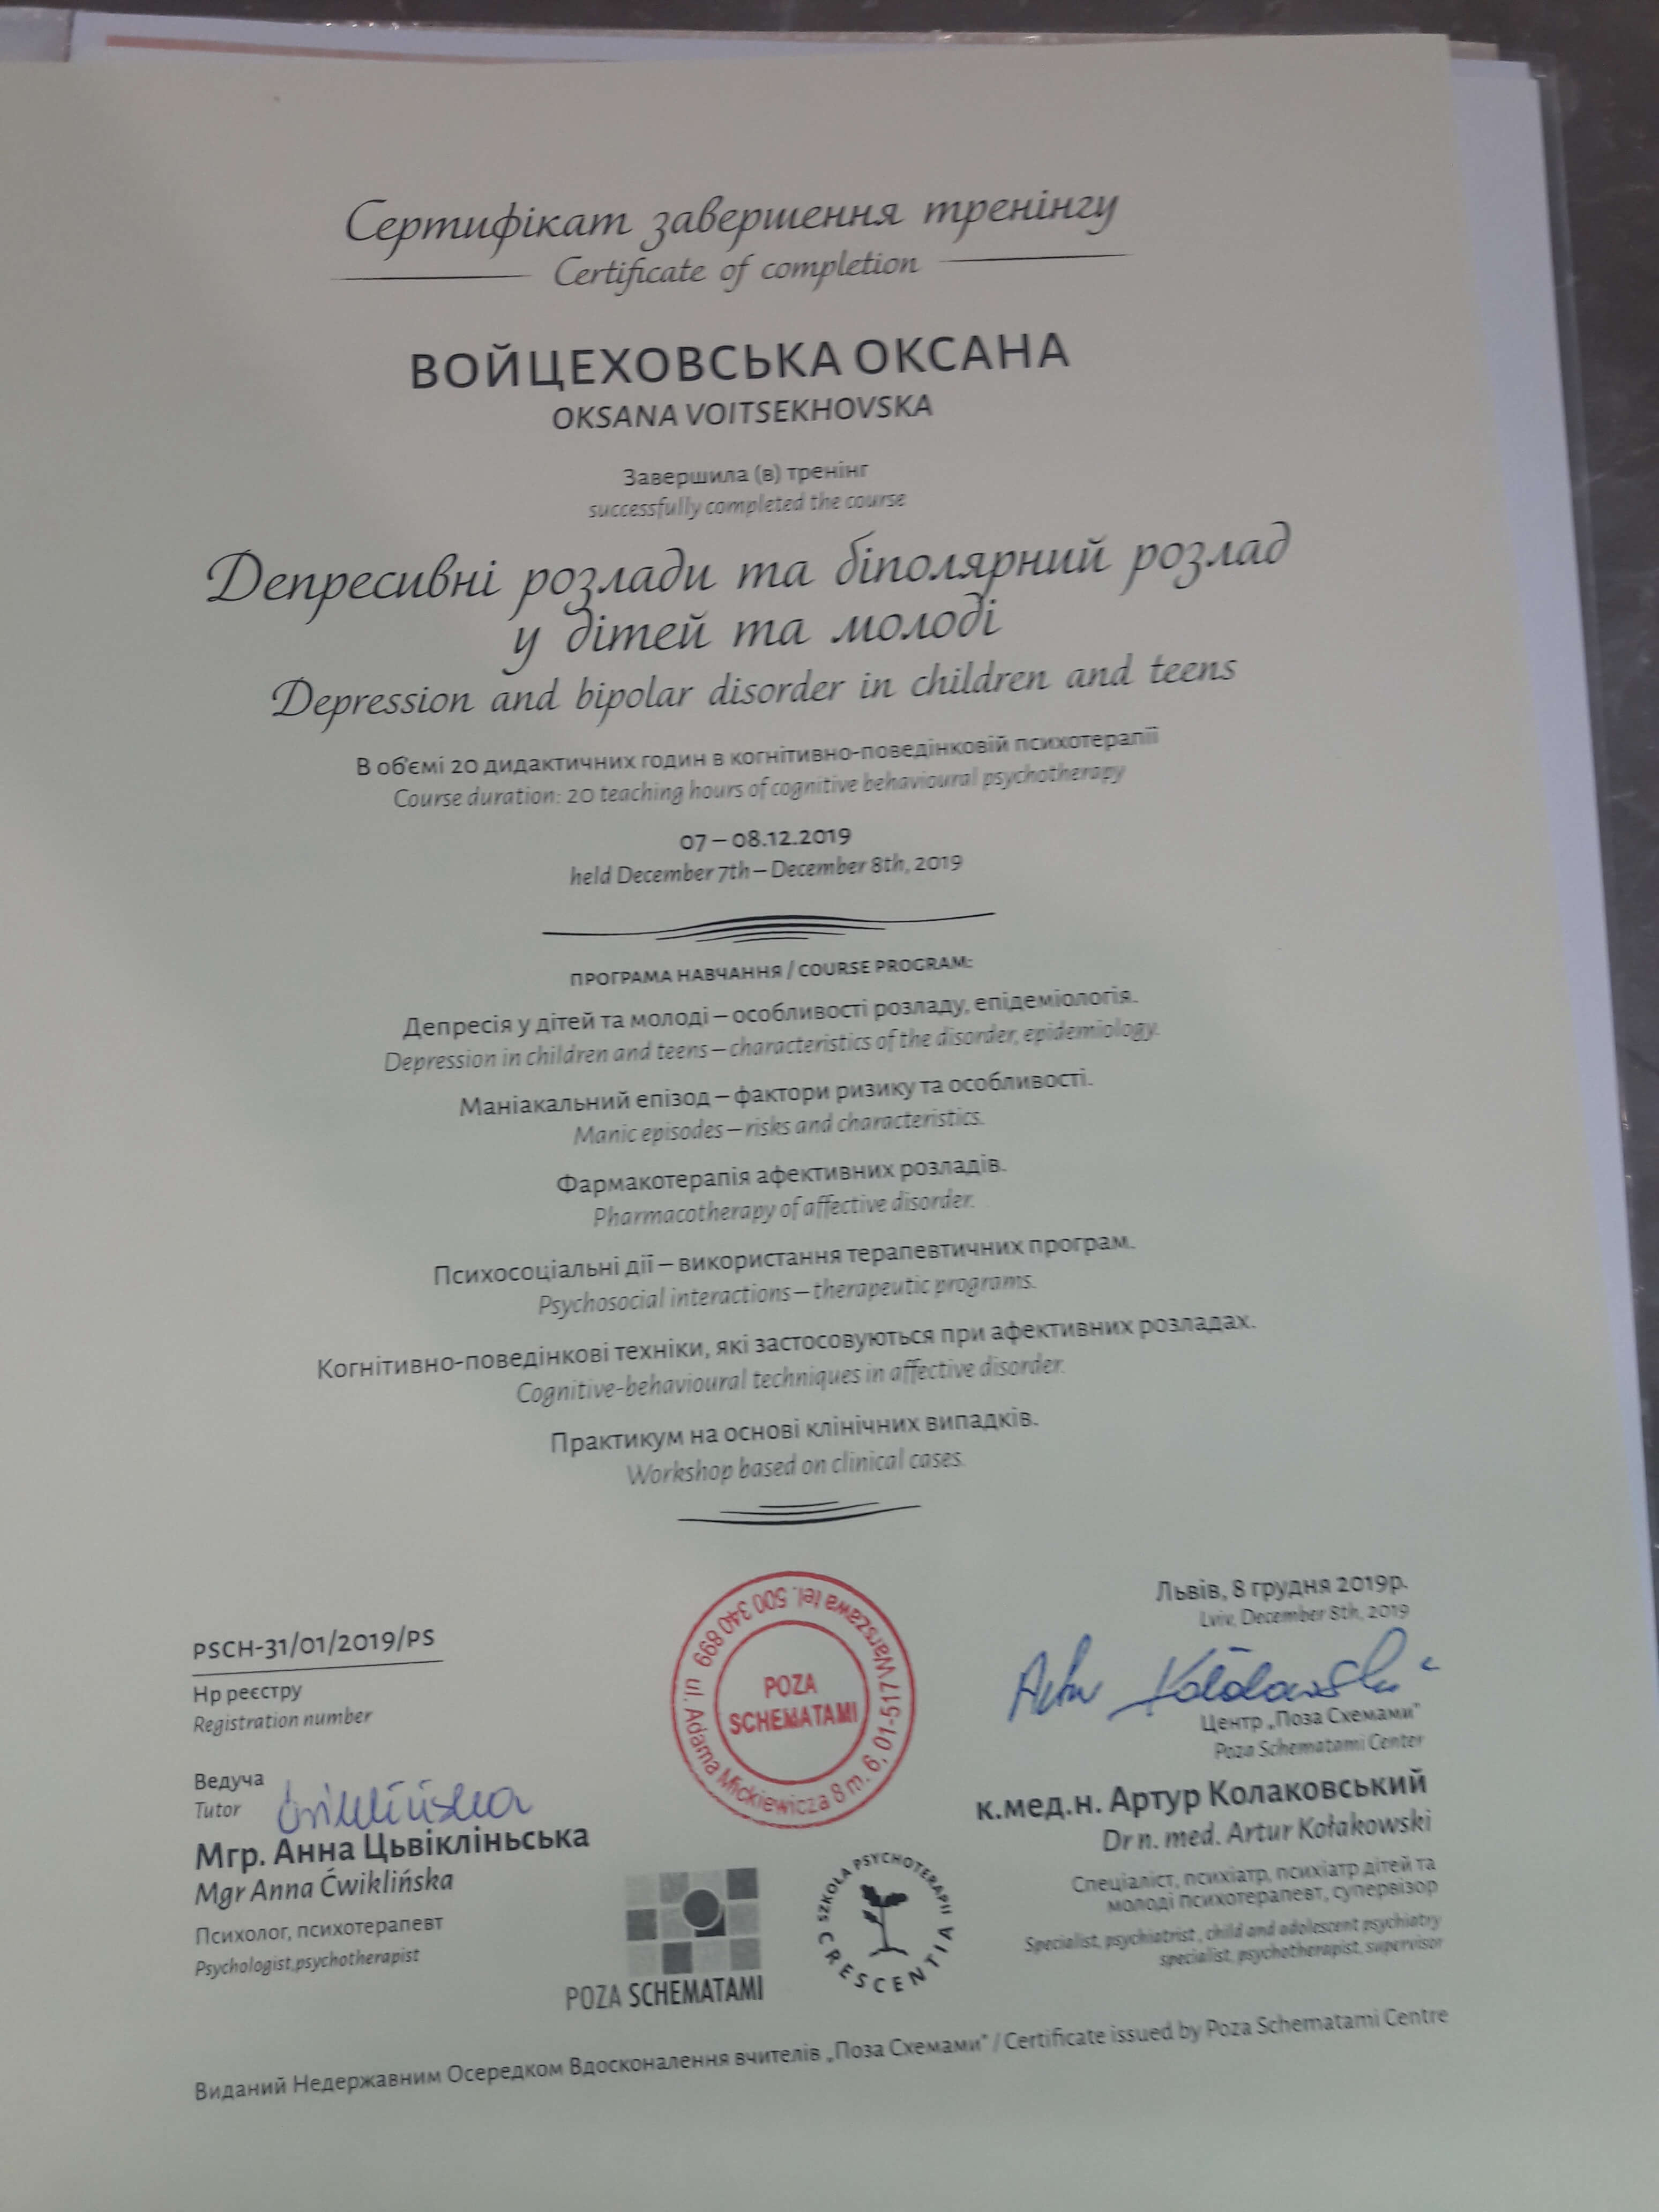 Сертифікат завершення тренінгу
Certificate of completion
ВОЙЦЕХОВСЬКА ОКСАНА
OKSANA VOITSEKHOVSKA
Завершила (в) тренінг
successfully completed the course
Депресивні розлади та біполярний розлад
у дітей та молоді
Depression and bipolar disorder in children and teens
В об'ємі 20 дидактичних годин в когнітивно-поведінковій психотерапії
Course duration: 20 teaching hours of cognitive behavioural psychotherapy
07 – 08.12.2019
held December 7th – December 8th, 2019
ПРОГРАМА НАВЧАННЯ / COURSE PROGRAM:
Депресія у дітей та молоді – особливості розладу, епідеміологія.
Depression in children and teens – characteristics of the disorder, epidemiology.
Маніакальний епізод – фактори ризику та особливості.
Manic episodes – risks and characteristics.
Фармакотерапія афективних розладів.
Pharmacotherapy of affective disorder.
Психосоціальні дії – використання терапевтичних програм.
Psychosocial interactions – therapeutic programs.
Когнітивно-поведінкові техніки, які застосовуються при афективних розладах.
Cognitive-behavioural techniques in affective disorder.
Практикум на основі клінічних випадків.
Workshop based on clinical cases.
Львів, 8 грудня 2019р.
Lviv, December 8th, 2019
PSCH-31/01/2019/PS
Нр реєстру
Registration number
POZA
SCHEMATAMI
ul. Adama Mickiewicza 8 m. 6, 01-517 Warszawa tel. 500 340 899
Artur Kołakowski
Центр „Поза Схемами"
Poza Schematami Center
к.мед.н. Артур Колаковський
Dr n. med. Artur Kołakowski
Спеціаліст, психіатр, психіатр дітей та
молоді психотерапевт, супервізор
Specialist, psychiatrist , child and adolescent psychiatry
specialist, psychotherapist, supervisor
Ведуча
Tutor
Ćwiklińska
Мгр. Анна Цьвікліньська
Mgr Anna Ćwiklińska
Психолог, психотерапевт
Psychologist,psychotherapist
POZA SCHEMATAMI
SZKOŁA PSYCHOTERAPII
CRESCENTIA
Виданий Недержавним Осередком Вдосконалення вчителів „Поза Схемами" / Certificate issued by Poza Schematami Centre